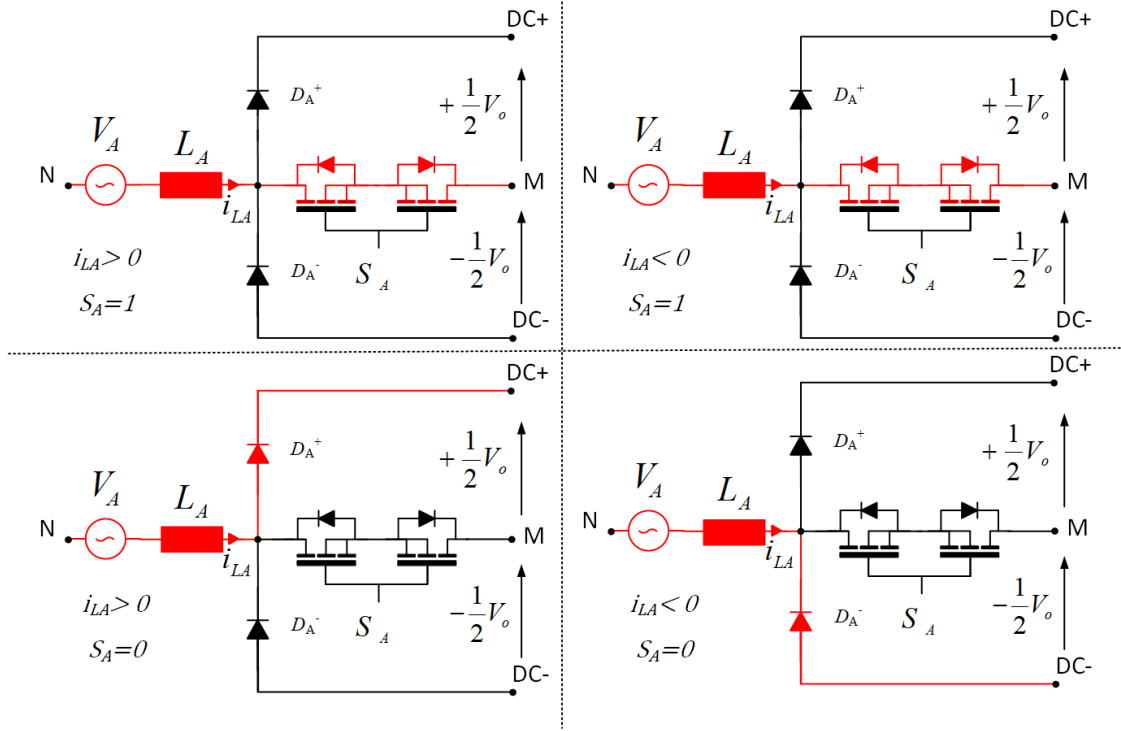 DC+
D_A^+
+ 1/2 V_o
V_A
L_A
N
M
i_LA
i_LA > 0
D_A^-
S_A
- 1/2 V_o
S_A=1
DC-
DC+
D_A^+
+ 1/2 V_o
V_A
L_A
N
M
i_LA
i_LA < 0
D_A^-
S_A
- 1/2 V_o
S_A=1
DC-
DC+
D_A^+
+ 1/2 V_o
V_A
L_A
N
M
i_LA
i_LA > 0
D_A^-
S_A
- 1/2 V_o
S_A=0
DC-
DC+
D_A^+
+ 1/2 V_o
V_A
L_A
N
M
i_LA
i_LA < 0
D_A^-
S_A
- 1/2 V_o
S_A=0
DC-